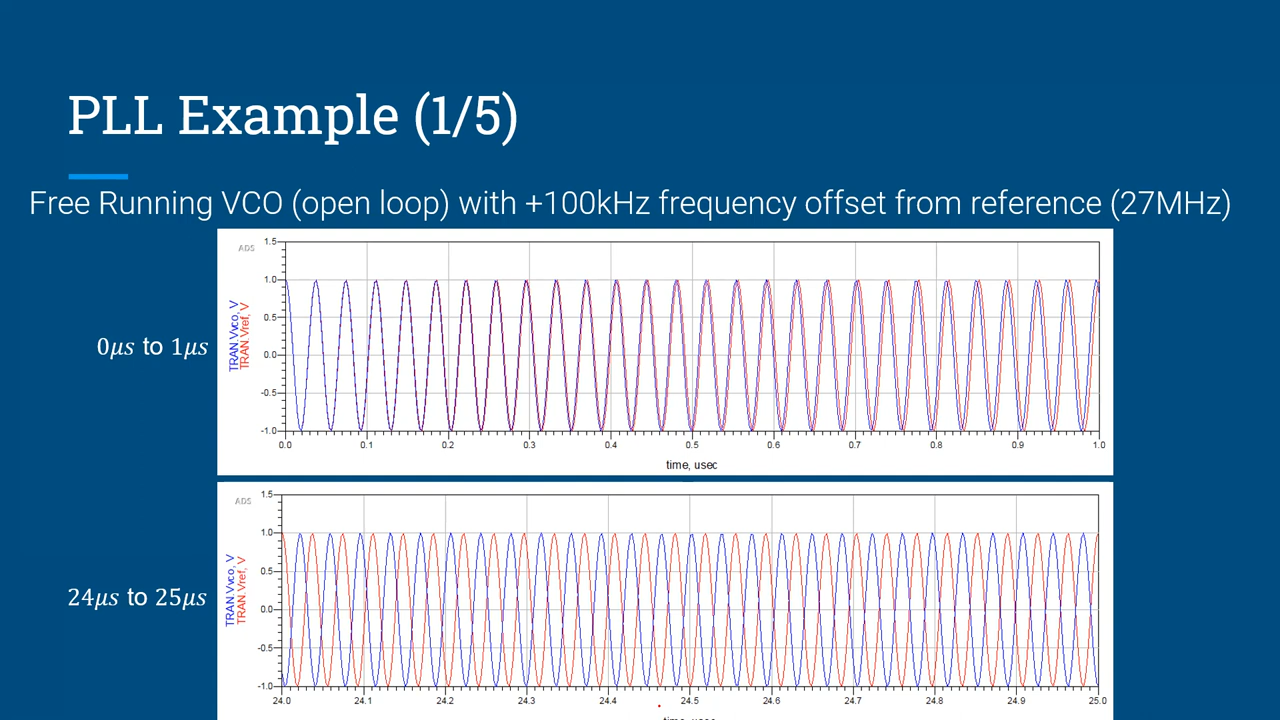 PLL Example (1/5)
Free Running VCO (open loop) with +100kHz frequency offset from reference (27MHz)
ADS
1.5
1.0
0.5
0.0
-0.5
-1.0
TRAN.Vvco, V
TRAN.Vref, V
0μs to 1μs
0.0 0.1 0.2 0.3 0.4 0.5 0.6 0.7 0.8 0.9 1.0
time, usec
ADS
1.5
1.0
0.5
0.0
-0.5
-1.0
TRAN.Vvco, V
TRAN.Vref, V
24μs to 25μs
24.0 24.1 24.2 24.3 24.4 24.5 24.6 24.7 24.8 24.9 25.0
time, usec